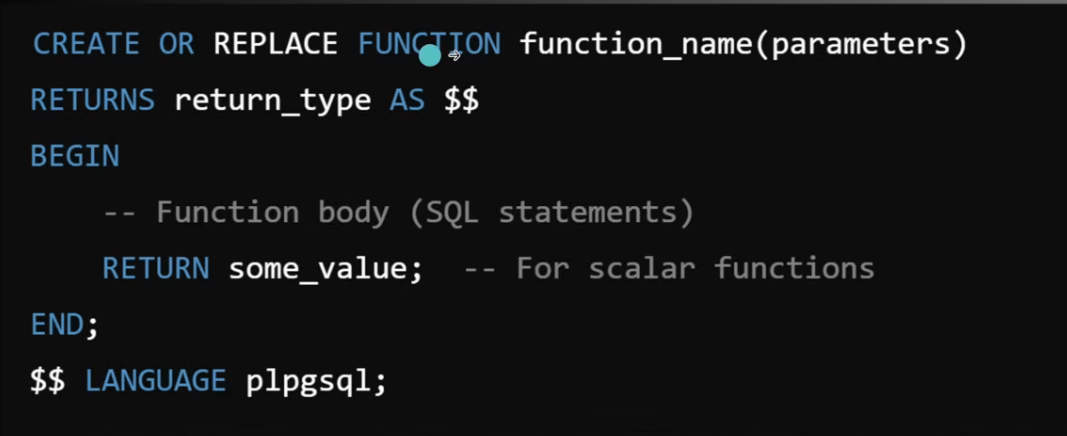 CREATE OR REPLACE FUNCTION function_name(parameters)
RETURNS return_type AS $$
BEGIN
    -- Function body (SQL statements)
    RETURN some_value;  -- For scalar functions
END;
$$ LANGUAGE plpgsql;